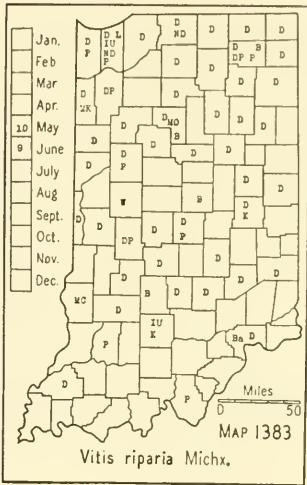 Jan.
Feb
Mar
Apr.
10 May
9 June
July
Aug
Sept.
Oct.
Nov.
Dec.
D D L D D D
P IU ND
ND D B
P DP P
D DP D D D D
MK
D D D MO D D D
B
D D
P
W B D
K
D D D
DP P
D D D
MC D B D D D
IU
K
P Ba D
D
P
Miles
0 50
MAP 1383
Vitis riparia Michx.